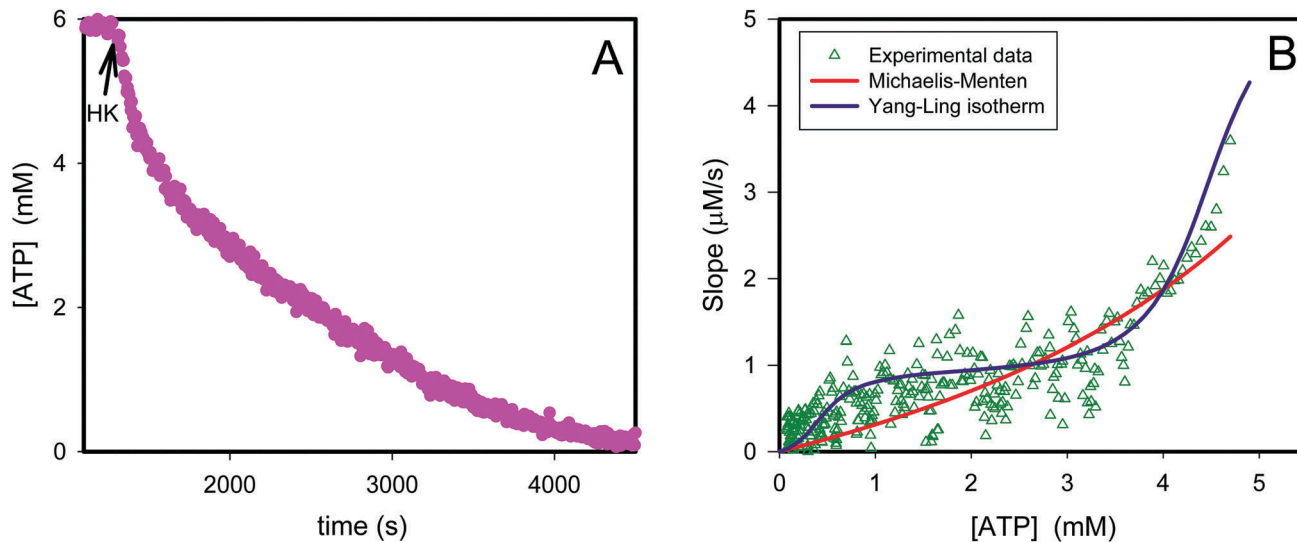 A
HK
[ATP] (mM)
6
4
2
0
2000 3000 4000
time (s)
B
Experimental data
Michaelis-Menten
Yang-Ling isotherm
Slope (μM/s)
5
4
3
2
1
0
0 1 2 3 4 5
[ATP] (mM)